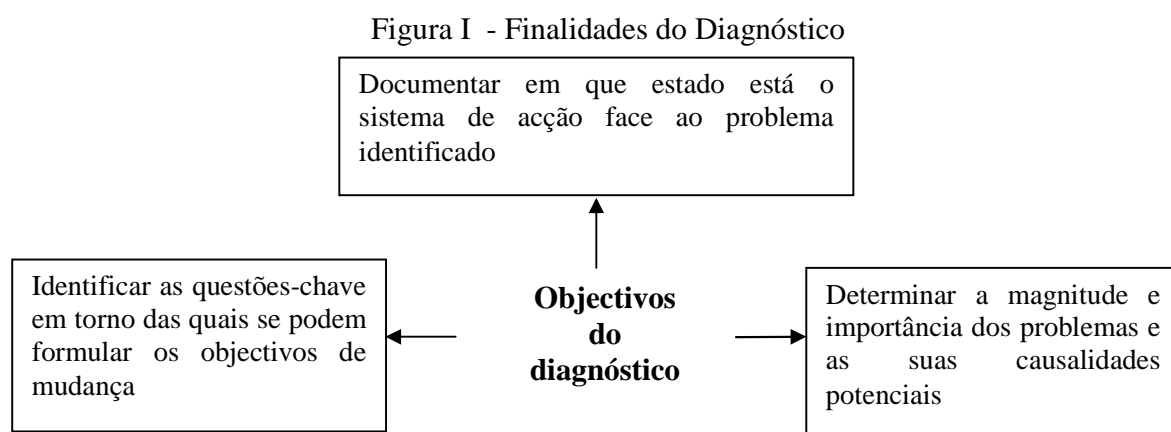 Figura I - Finalidades do Diagnóstico
Documentar em que estado está o
sistema de acção face ao problema
identificado
Identificar as questões-chave
em torno das quais se podem
formular os objectivos de
mudança
Objectivos
do
diagnóstico
Determinar a magnitude e
importância dos problemas e
as suas causalidades
potenciais